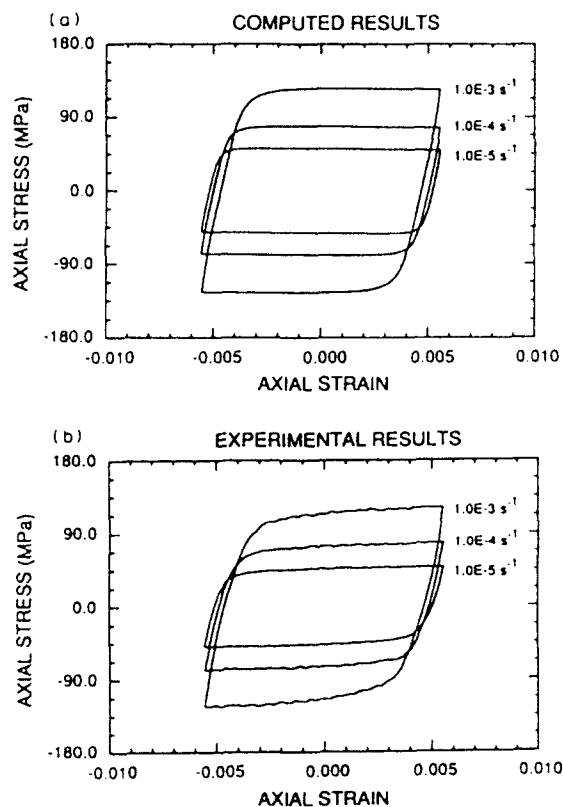 (a)
COMPUTED RESULTS
180.0
90.0
0.0
-90.0
-180.0
AXIAL STRESS (MPa)
1.0E-3 s⁻¹
1.0E-4 s⁻¹
1.0E-5 s⁻¹
-0.010 -0.005 0.000 0.005 0.010
AXIAL STRAIN
(b)
EXPERIMENTAL RESULTS
180.0
90.0
0.0
-90.0
-180.0
AXIAL STRESS (MPa)
1.0E-3 s⁻¹
1.0E-4 s⁻¹
1.0E-5 s⁻¹
-0.010 -0.005 0.000 0.005 0.010
AXIAL STRAIN